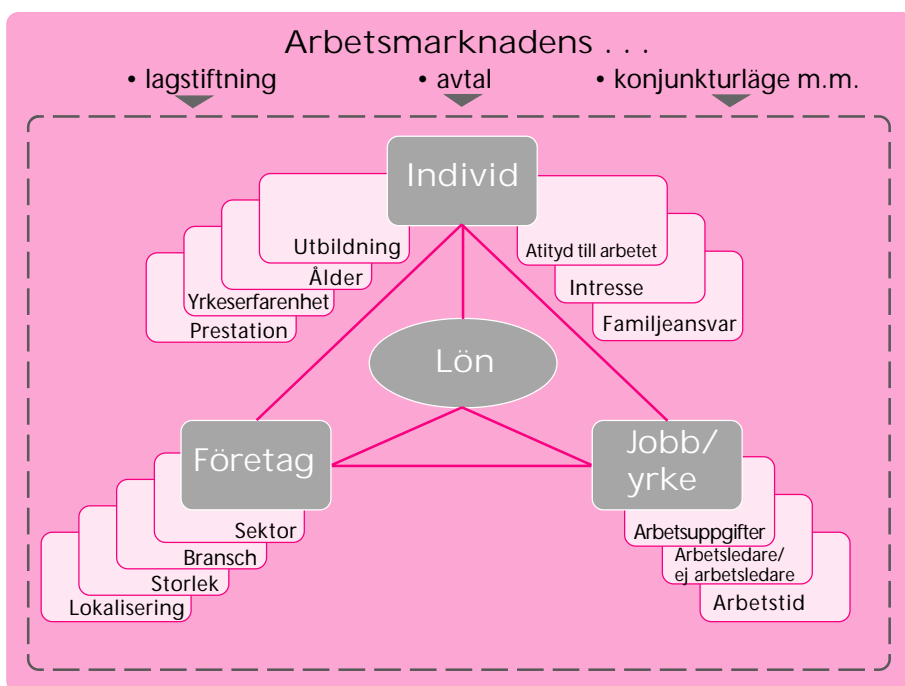 Arbetsmarknadens . . .
• lagstiftning
• avtal
• konjunkturläge m.m.
Individ
Utbildning
Ålder
Yrkeserfarenhet
Prestation
Atityd till arbetet
Intresse
Familjeansvar
Lön
Företag
Sektor
Bransch
Storlek
Lokalisering
Jobb/
yrke
Arbetsuppgifter
Arbetsledare/
ej arbetsledare
Arbetstid